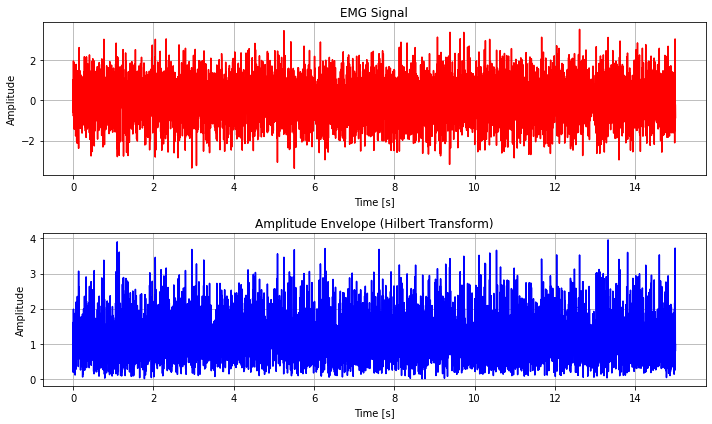 EMG Signal
Amplitude
2
0
−2
0 2 4 6 8 10 12 14
Time [s]
Amplitude Envelope (Hilbert Transform)
Amplitude
4
3
2
1
0
0 2 4 6 8 10 12 14
Time [s]